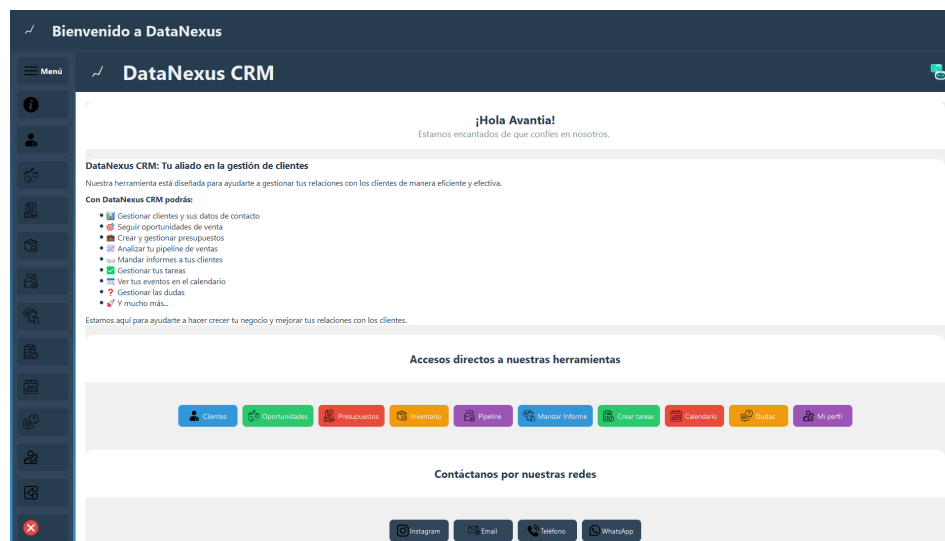 Bienvenido a DataNexus
Menú
DataNexus CRM
¡Hola Avantia!
Estamos encantados de que confíes en nosotros.
DataNexus CRM: Tu aliado en la gestión de clientes
Nuestra herramienta está diseñada para ayudarte a gestionar tus relaciones con los clientes de manera eficiente y efectiva.
Con DataNexus CRM podrás:
Gestionar clientes y sus datos de contacto
Seguir oportunidades de venta
Crear y gestionar presupuestos
Analizar tu pipeline de ventas
Mandar informes a tus clientes
Gestionar tus tareas
Ver tus eventos en el calendario
Gestionar las dudas
Y mucho más...
Estamos aquí para ayudarte a hacer crecer tu negocio y mejorar tus relaciones con los clientes.
Accesos directos a nuestras herramientas
Clientes Oportunidades Presupuestos Inventario Pipeline Mandar Informe Crear tareas Calendario Dudas Mi perfil
Contáctanos por nuestras redes
Instagram Email Teléfono WhatsApp